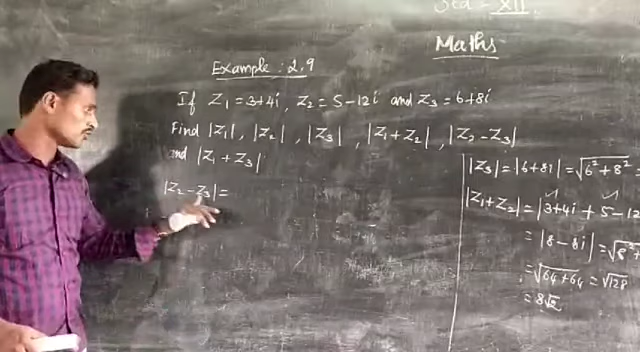 Std - XII.
Maths
Example : 2.9
If Z₁ = 3+4i, Z₂ = 5-12i and Z₃ = 6+8i
Find |Z₁|, |Z₂|, |Z₃|, |Z₁+Z₂|, |Z₂-Z₃|
and |Z₁+Z₃|
|Z₂-Z₃| =
|Z₃| = |6+8i| = √6²+8² =
|Z₁+Z₂| = |3+4i + 5-12
= |8-8i| = √8²+
= √64+64 = √128
= 8√2